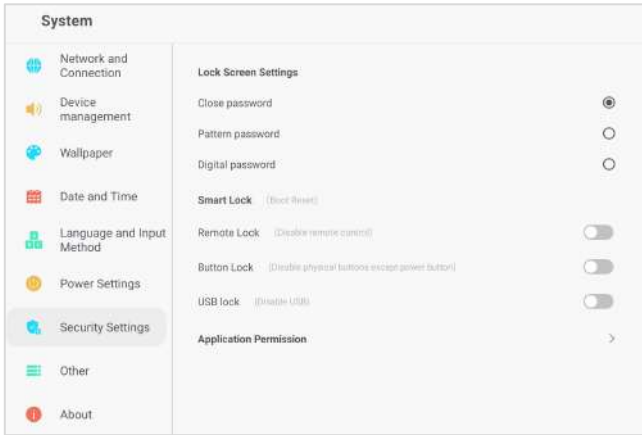 System
Network and
Connection
Device
management
Wallpaper
Date and Time
Language and Input
Method
Power Settings
Security Settings
Other
About
Lock Screen Settings
Close password
Pattern password
Digital password
Smart Lock (Boot Reset)
Remote Lock (Disable remote control)
Button Lock (Disable physical buttons except power button)
USB lock (Disable USB)
Application Permission